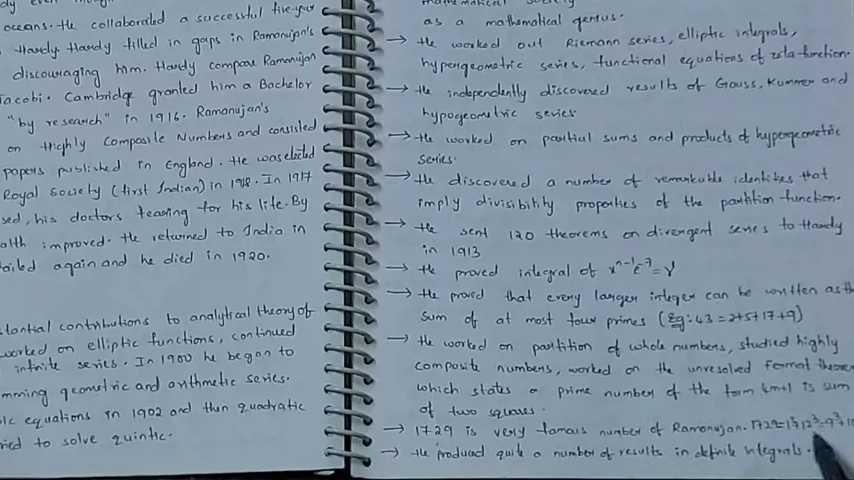 oceans. He collaborated a successful five-year
Hardy. Hardy filled in gaps in Ramanujan's
discouraging him. Hardy compare Ramanujan
Jacobi. Cambridge granted him a Bachelor
"by research" in 1916. Ramanujan's
on Highly Composite Numbers and consisted
papers published in England. He was elected
Royal Society (first Indian) in 1918. In 1917
sed, his doctors fearing for his life. By
alth improved. He returned to India in
failed again and he died in 1920.
stantial contributions to analytical theory of
worked on elliptic functions, continued
infinite series. In 1900 he began to
mming geometric and arithmetic series.
bic equations in 1902 and then quadratic
ried to solve quintic.
as a mathematical genius.
→ He worked out Riemann series, elliptic integrals,
hypergeometric series, functional equations of zeta function.
→ He independently discovered results of Gauss, Kummer and
hypogeometric series
→ He worked on partial sums and products of hypergeometric
series.
→ He discovered a number of remarkable identities that
imply divisibility properties of the partition function.
→ He sent 120 theorems on divergent series to Hardy
in 1913
→ He proved integral of
→ He proved that every larger integer can be written as the
sum of at most four primes (Eg: 43=2+5+17+9)
→ He worked on partition of whole numbers, studied highly
composite numbers, worked on the unresolved Fermat theorem
which states a prime number of the form 4m+1 is sum
of two squares.
→ 1729 is very famous number of Ramanujan.
→ He produced quite a number of results in definite integrals.